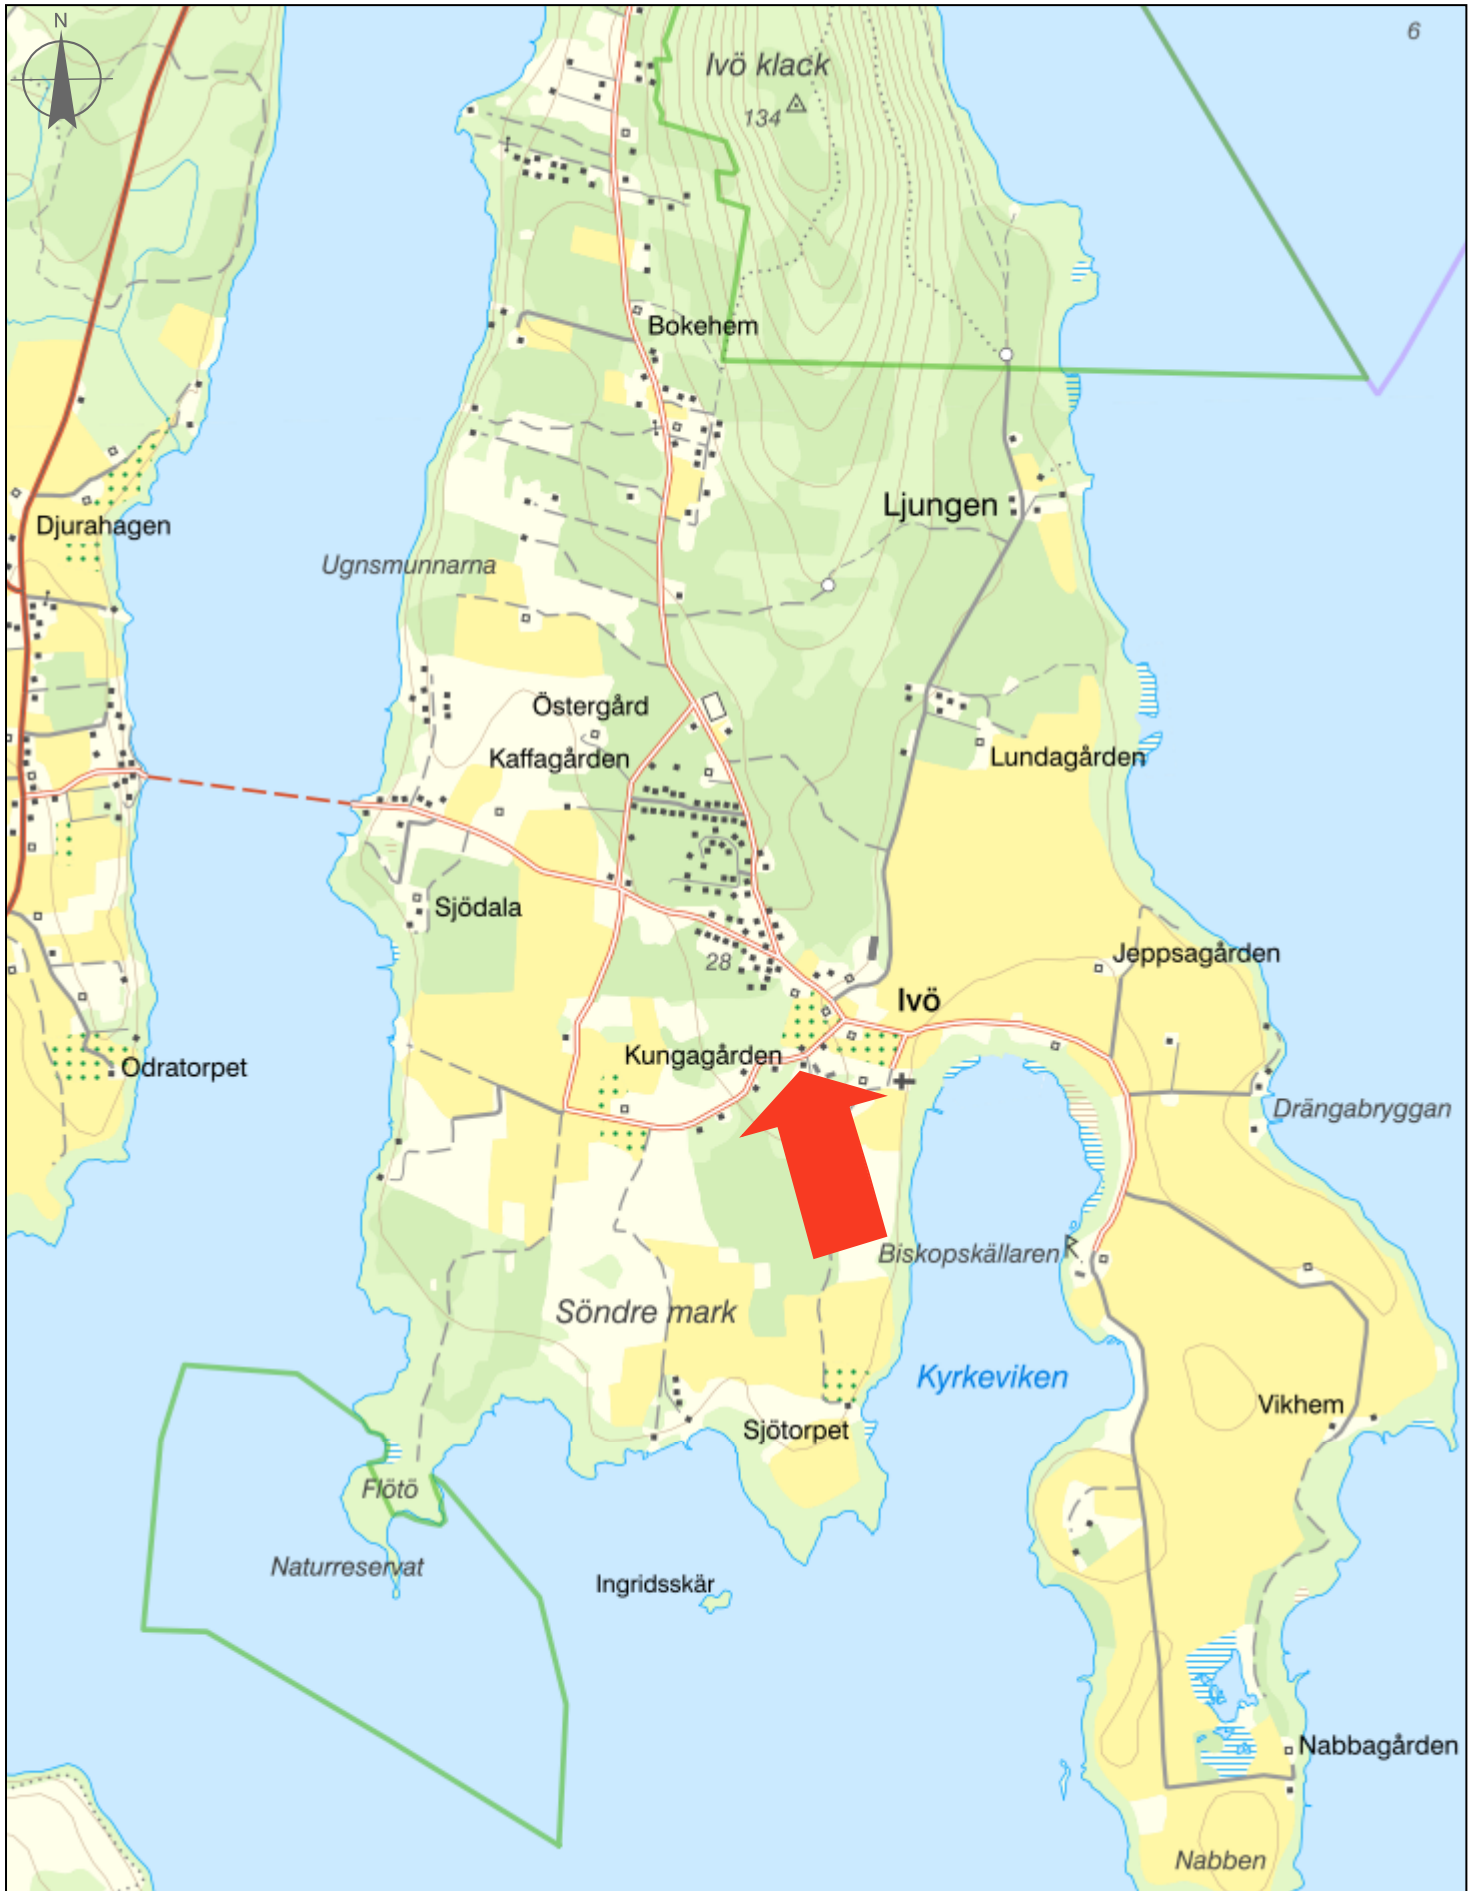 N
6
Ivö klack
134
Bokehem
Ljungen
Djurahagen
Ugnsmunnarna
Östergård
Kaffagården
Lundagården
Sjödala
Jeppsagården
28
Ivö
Kungagården
Odratorpet
Drängabryggan
Biskopskällaren
R
Söndre mark
Kyrkeviken
Vikhem
Sjötorpet
Flötö
Naturreservat
Ingridsskär
Nabbagården
Nabben